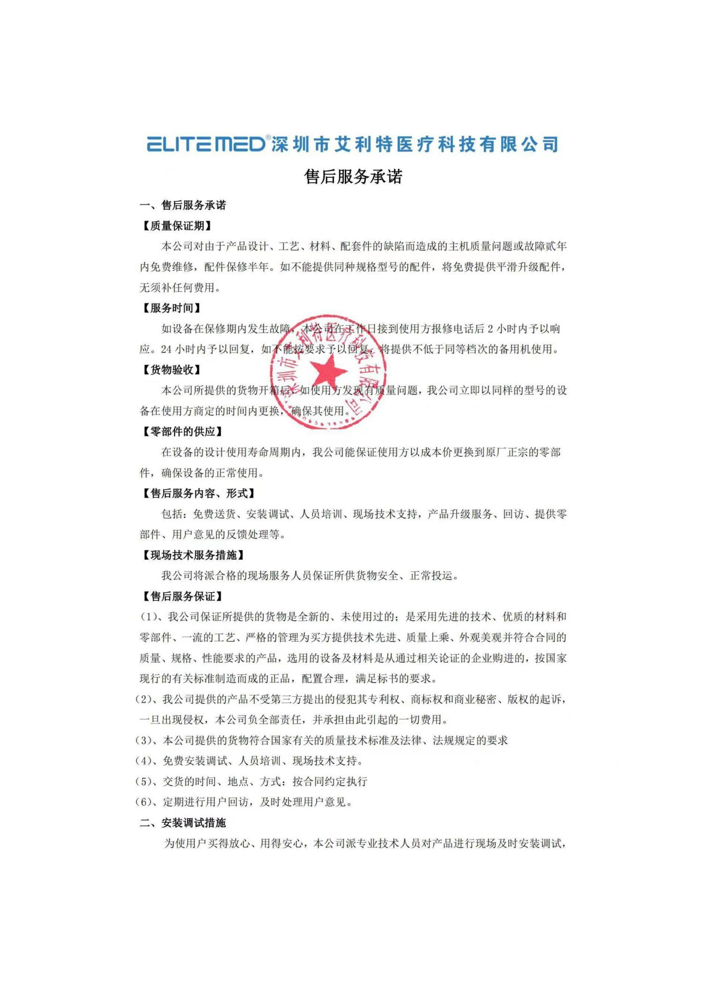 ELITEMED®深圳市艾利特医疗科技有限公司
售后服务承诺
一、售后服务承诺
【质量保证期】
本公司对由于产品设计、工艺、材料、配套件的缺陷而造成的主机质量问题或故障贰年
内免费维修，配件保修半年。如不能提供同种规格型号的配件，将免费提供平滑升级配件，
无须补任何费用。
【服务时间】
如设备在保修期内发生故障，本公司在工作日接到使用方报修电话后 2 小时内予以响
应。24 小时内予以回复，如不能按要求予以回复，将提供不低于同等档次的备用机使用。
【货物验收】
本公司所提供的货物开箱后，如使用方发现有质量问题，我公司立即以同样的型号的设
备在使用方商定的时间内更换，确保其使用。
深圳市艾利特医疗科技有限公司
【零部件的供应】
在设备的设计使用寿命周期内，我公司能保证使用方以成本价更换到原厂正宗的零部
件，确保设备的正常使用。
【售后服务内容、形式】
包括：免费送货、安装调试、人员培训、现场技术支持，产品升级服务、回访、提供零
部件、用户意见的反馈处理等。
【现场技术服务措施】
我公司将派合格的现场服务人员保证所供货物安全、正常投运。
【售后服务保证】
（1）、我公司保证所提供的货物是全新的、未使用过的；是采用先进的技术、优质的材料和
零部件、一流的工艺、严格的管理为买方提供技术先进、质量上乘、外观美观并符合合同的
质量、规格、性能要求的产品，选用的设备及材料是从通过相关论证的企业购进的，按国家
现行的有关标准制造而成的正品，配置合理，满足标书的要求。
（2）、我公司提供的产品不受第三方提出的侵犯其专利权、商标权和商业秘密、版权的起诉，
一旦出现侵权，本公司负全部责任，并承担由此引起的一切费用。
（3）、本公司提供的货物符合国家有关的质量技术标准及法律、法规规定的要求
（4）、免费安装调试、人员培训、现场技术支持。
（5）、交货的时间、地点、方式：按合同约定执行
（6）、定期进行用户回访，及时处理用户意见。
二、安装调试措施
为使用户买得放心、用得安心，本公司派专业技术人员对产品进行现场及时安装调试，